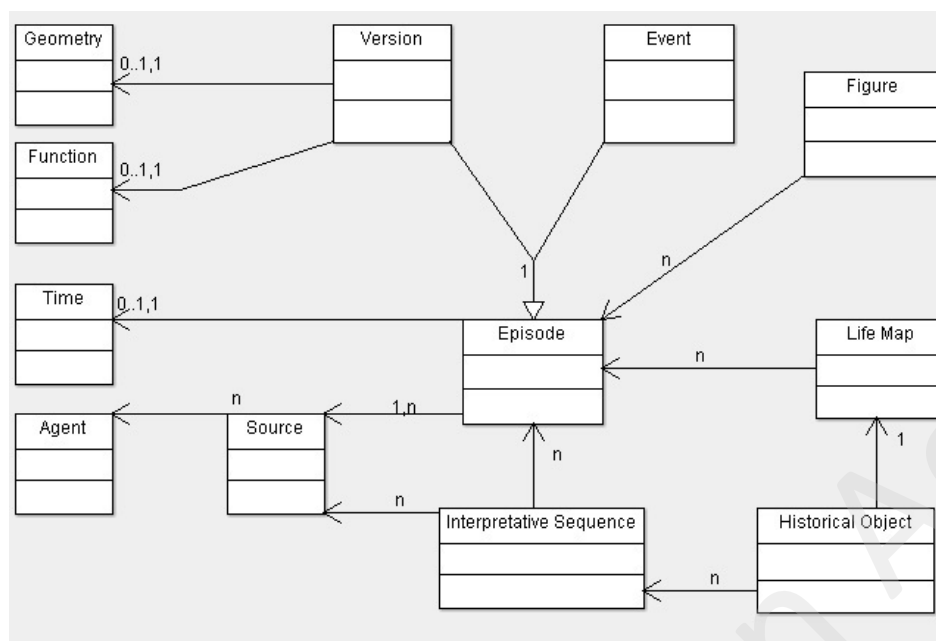 Geometry
Version
Event
Figure
0..1,1
Function
0..1,1
n
1
Time
0..1,1
Episode
Life Map
n
Agent
n
Source
1,n
n
1
n
Interpretative Sequence
Historical Object
n